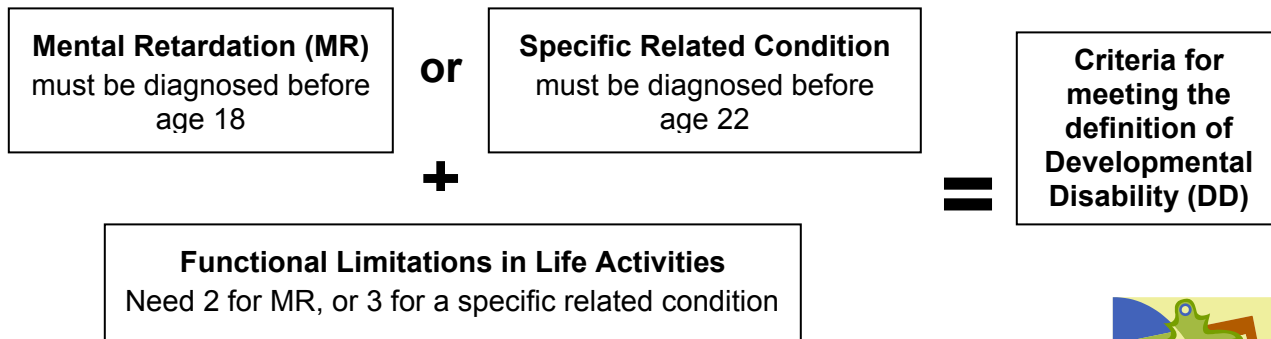 Mental Retardation (MR)
must be diagnosed before
age 18
or
Specific Related Condition
must be diagnosed before
age 22
+
Functional Limitations in Life Activities
Need 2 for MR, or 3 for a specific related condition
=
Criteria for
meeting the
definition of
Developmental
Disability (DD)